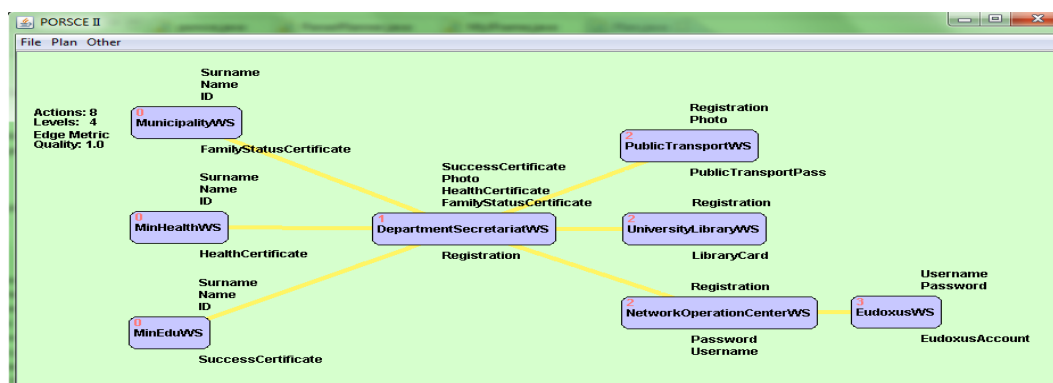 PORSCE II
File Plan Other
Actions: 8
Levels: 4
Edge Metric
Quality: 1.0
Surname
Name
ID
0
MunicipalityWS
FamilyStatusCertificate
Surname
Name
ID
0
MinHealthWS
HealthCertificate
Surname
Name
ID
0
MinEduWS
SuccessCertificate
SuccessCertificate
Photo
HealthCertificate
FamilyStatusCertificate
1
DepartmentSecretariatWS
Registration
Registration
Photo
2
PublicTransportWS
PublicTransportPass
Registration
2
UniversityLibraryWS
LibraryCard
Registration
2
NetworkOperationCenterWS
Password
Username
Username
Password
3
EudoxusWS
EudoxusAccount